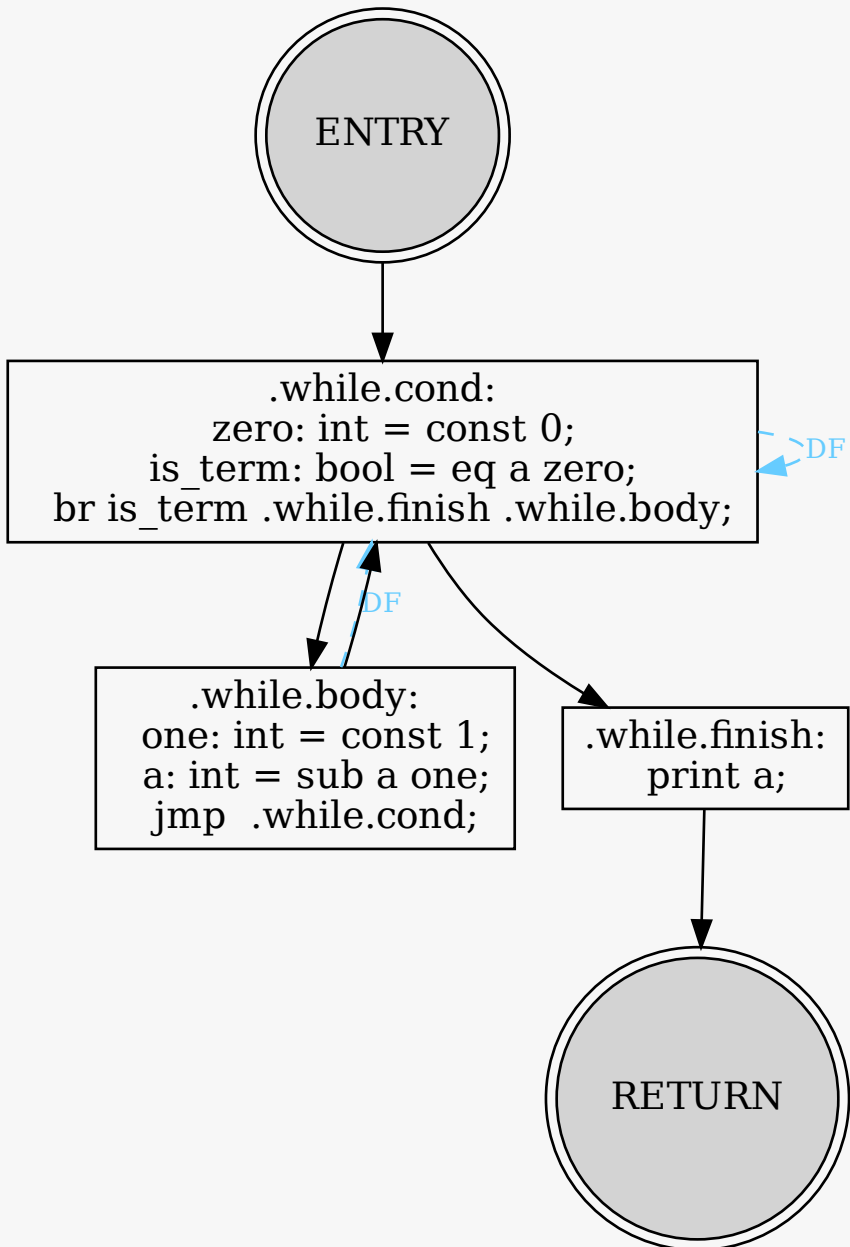 ENTRY
.while.cond:
zero: int = const 0;
is_term: bool = eq a zero;
br is_term .while.finish .while.body;
DF
DF
.while.body:
one: int = const 1;
a: int = sub a one;
jmp  .while.cond;
.while.finish:
print a;
RETURN